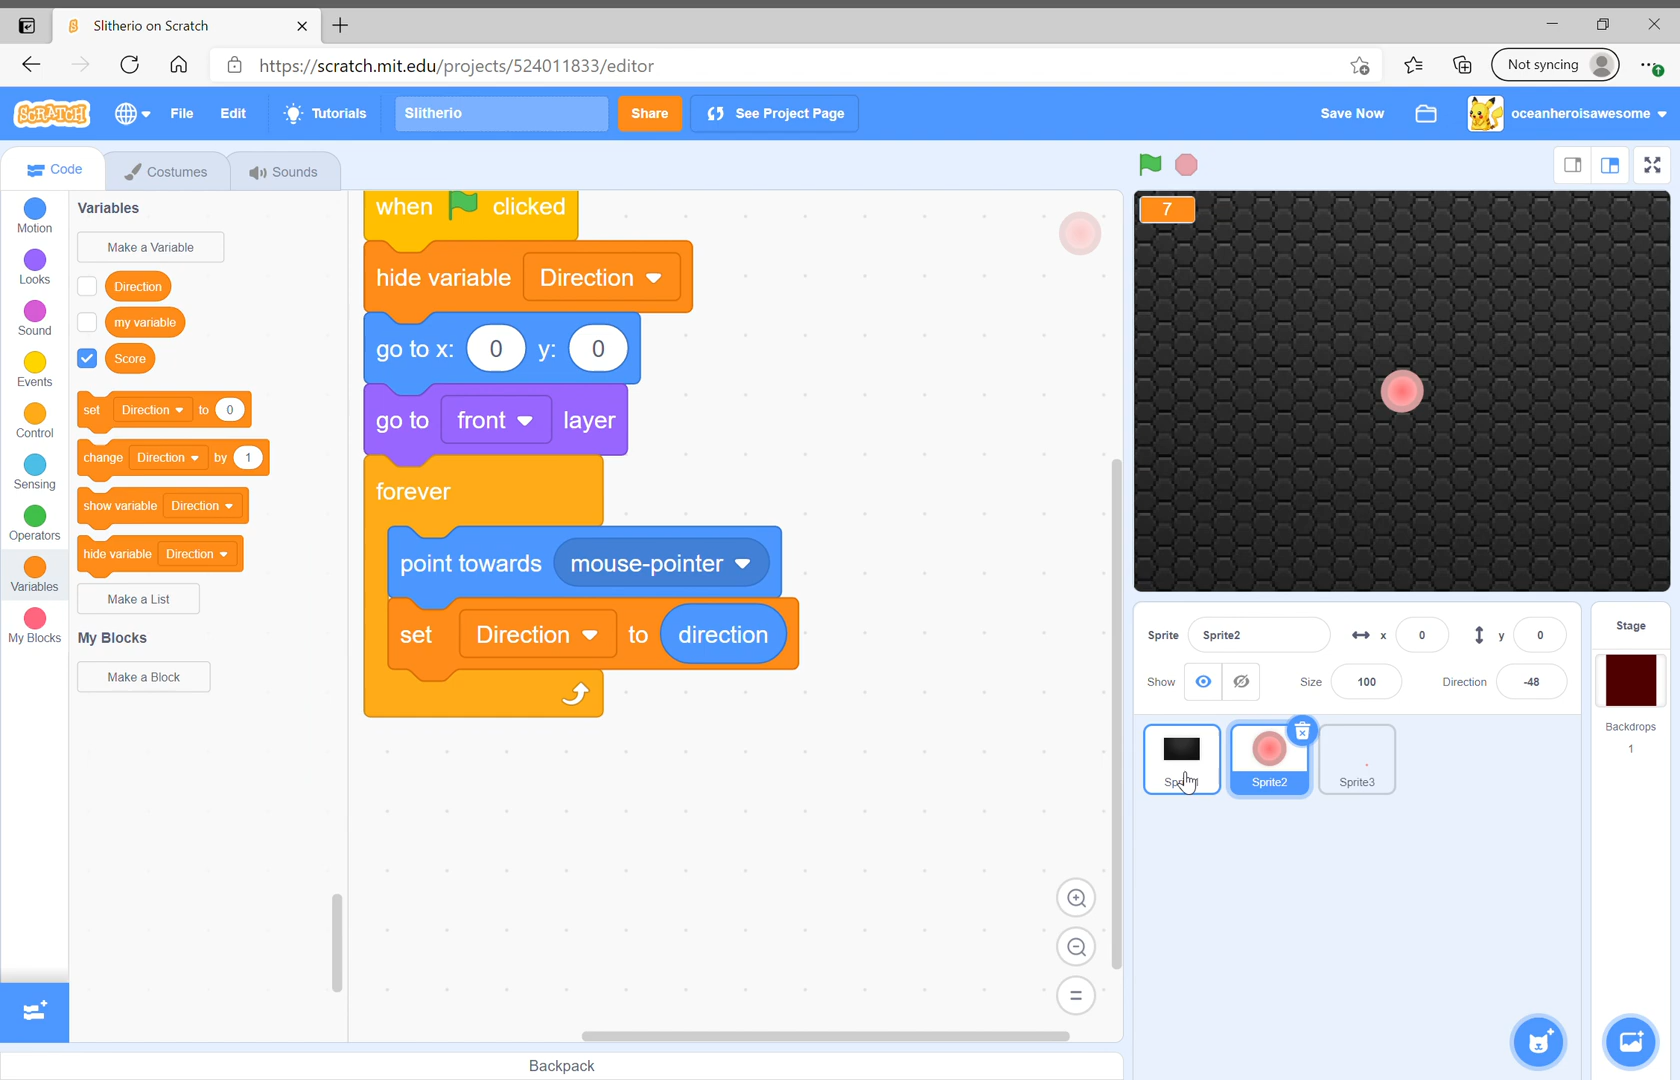 Slitherio on Scratch
https://scratch.mit.edu/projects/524011833/editor
Not syncing
SCRATCH
File
Edit
Tutorials
Slitherio
Share
See Project Page
Save Now
oceanheroisawesome
Code
Costumes
Sounds
Motion
Looks
Sound
Events
Control
Sensing
Operators
Variables
My Blocks
Variables
Make a Variable
Direction
my variable
Score
set Direction to 0
change Direction by 1
show variable Direction
hide variable Direction
Make a List
My Blocks
Make a Block
when clicked
hide variable Direction
go to x: 0 y: 0
go to front layer
forever
point towards mouse-pointer
set Direction to direction
Backpack
7
Sprite Sprite2 x 0 y 0
Show Size 100 Direction -48
Sprite2
Sprite3
Stage
Backdrops
1